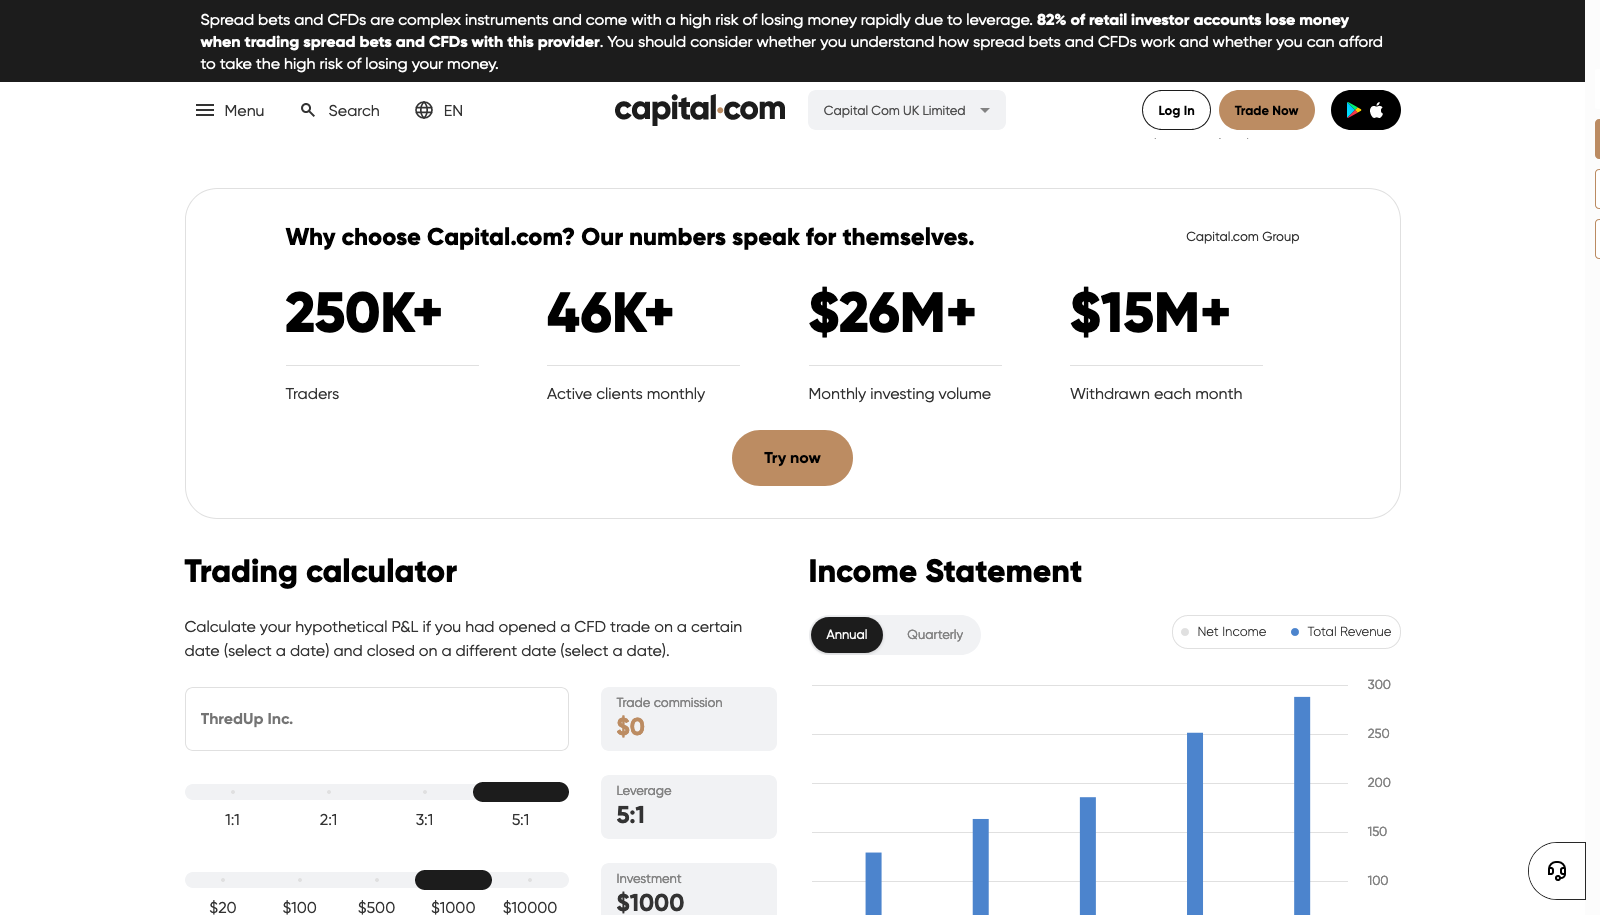 Spread bets and CFDs are complex instruments and come with a high risk of losing money rapidly due to leverage. 82% of retail investor accounts lose money
when trading spread bets and CFDs with this provider. You should consider whether you understand how spread bets and CFDs work and whether you can afford
to take the high risk of losing your money.
Menu
Search
EN
capital.com
Capital Com UK Limited
Log In
Trade Now
Why choose Capital.com? Our numbers speak for themselves.
Capital.com Group
250K+
46K+
$26M+
$15M+
Traders
Active clients monthly
Monthly investing volume
Withdrawn each month
Try now
Trading calculator
Calculate your hypothetical P&L if you had opened a CFD trade on a certain
date (select a date) and closed on a different date (select a date).
ThredUp Inc.
Trade commission
$0
1:1
2:1
3:1
5:1
Leverage
5:1
$20
$100
$500
$1000
$10000
Investment
$1000
Income Statement
Annual
Quarterly
Net Income
Total Revenue
300
250
200
150
100